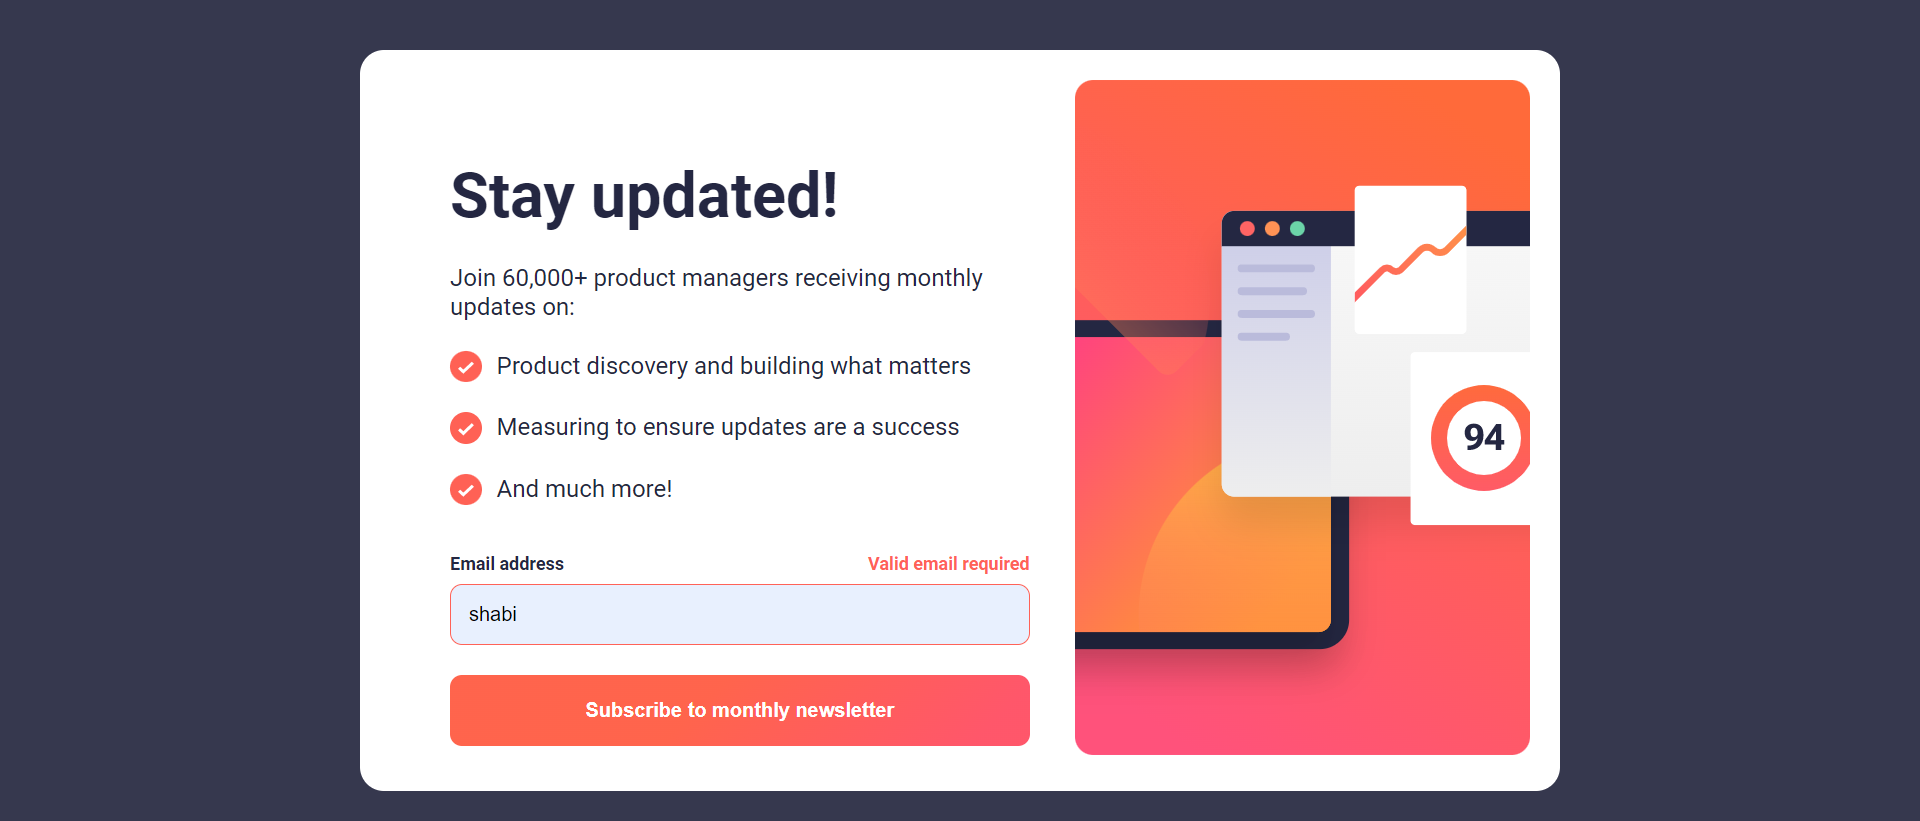 Stay updated!
Join 60,000+ product managers receiving monthly
updates on:
Product discovery and building what matters
Measuring to ensure updates are a success
And much more!
Email address
Valid email required
shabi
Subscribe to monthly newsletter
94